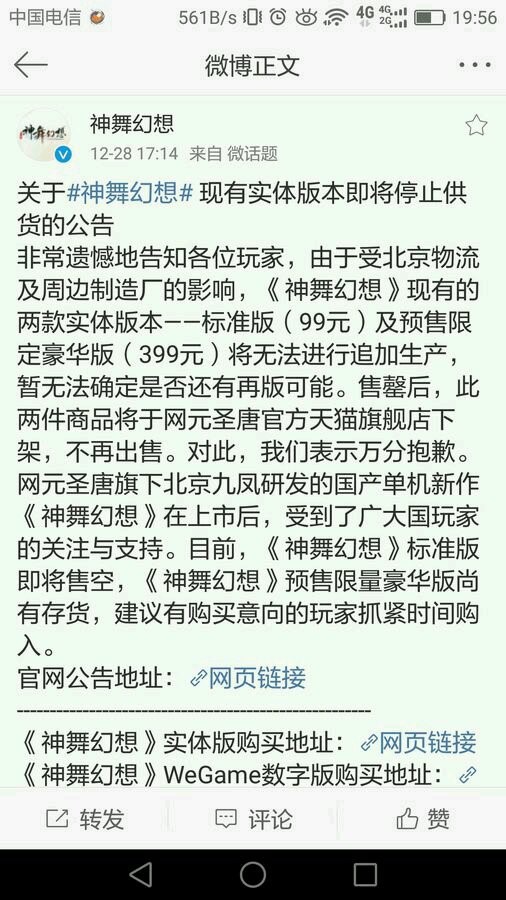 中国电信 561B/s 4G 4G 2G 19:56
微博正文
神舞幻想
神舞幻想
12-28 17:14 来自 微话题
关于#神舞幻想# 现有实体版本即将停止供
货的公告
非常遗憾地告知各位玩家，由于受北京物流
及周边制造厂的影响，《神舞幻想》现有的
两款实体版本——标准版（99元）及预售限
定豪华版（399元）将无法进行追加生产，
暂无法确定是否还有再版可能。售罄后，此
两件商品将于网元圣唐官方天猫旗舰店下
架，不再出售。对此，我们表示万分抱歉。
网元圣唐旗下北京九凤研发的国产单机新作
《神舞幻想》在上市后，受到了广大国玩家
的关注与支持。目前，《神舞幻想》标准版
即将售空，《神舞幻想》预售限量豪华版尚
有存货，建议有购买意向的玩家抓紧时间购
入。
官网公告地址：网页链接
------------------------------------------------------
《神舞幻想》实体版购买地址：网页链接
《神舞幻想》WeGame数字版购买地址：
转发 评论 赞